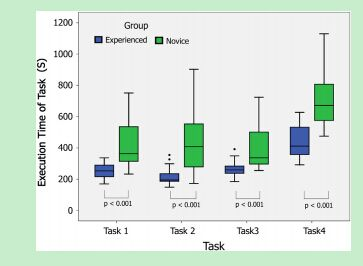 Group
Experienced Novice
Execution Time of Task (S)
1200
1000
800
600
400
200
0
p < 0.001 p < 0.001 p < 0.001 p < 0.001
Task 1 Task 2 Task3 Task4
Task